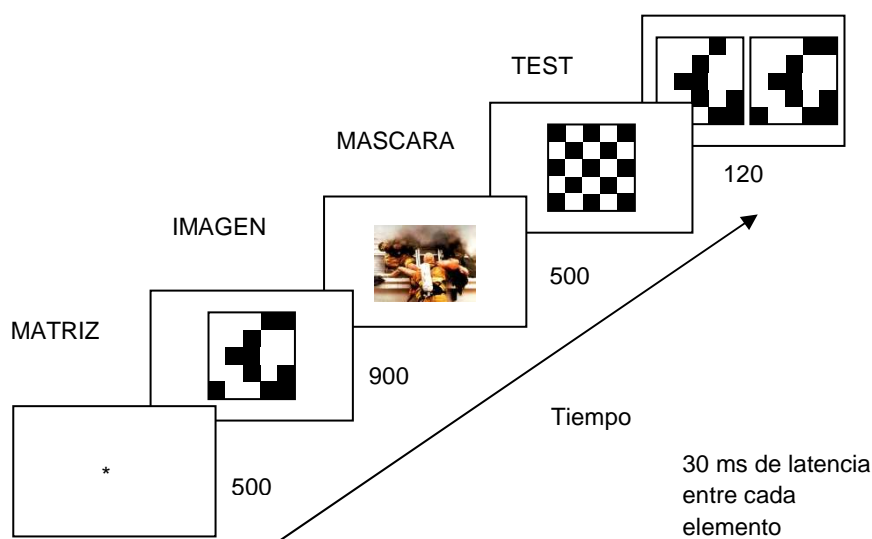 TEST
MASCARA
120
IMAGEN
500
MATRIZ
900
Tiempo
*
500
30 ms de latencia
entre cada
elemento